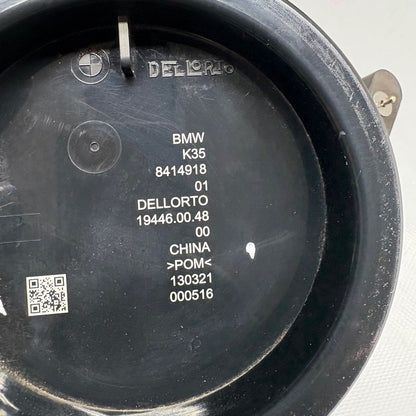 DELLORTO
BMW
K35
8414918
01
DELLORTO
19446.00.48
00
CHINA
>POM<
130321
000516